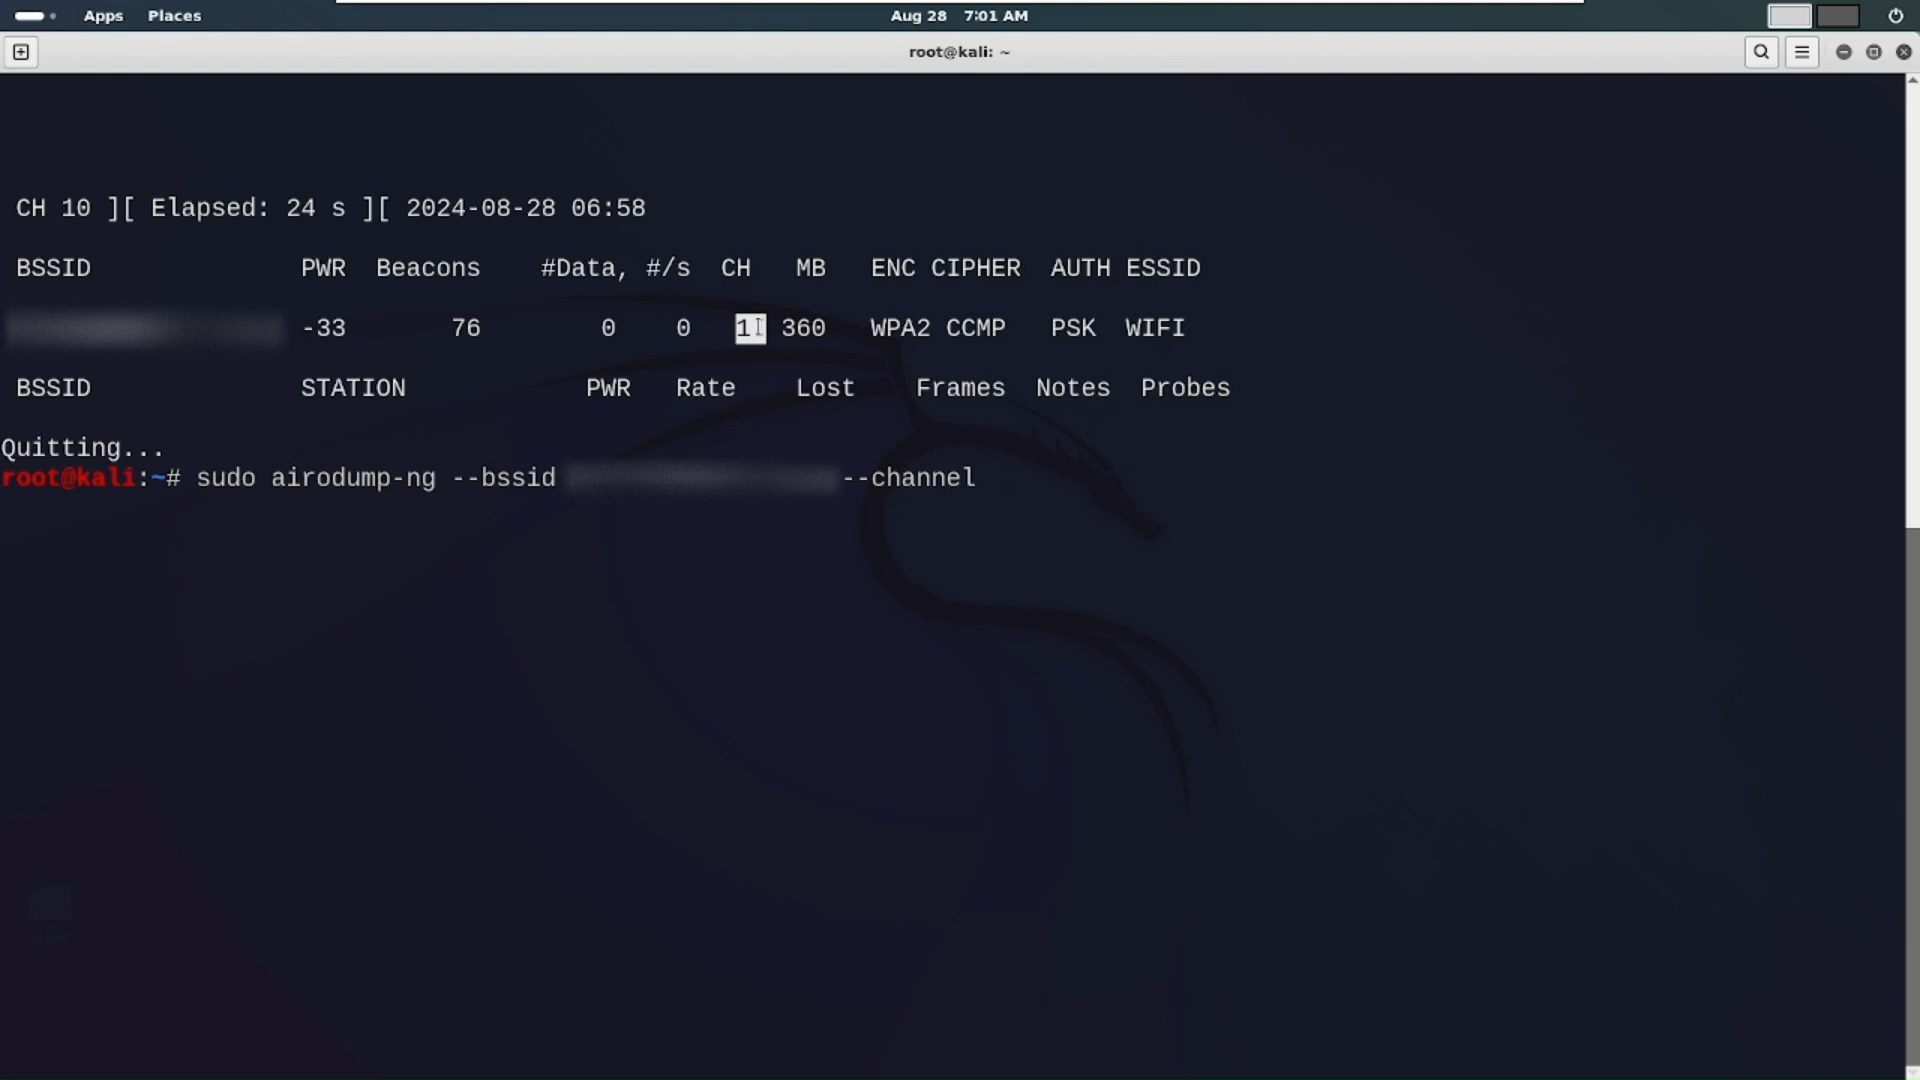 Apps Places Aug 28 7:01 AM
root@kali: ~
CH 10 ][ Elapsed: 24 s ][ 2024-08-28 06:58
BSSID PWR Beacons #Data, #/s CH MB ENC CIPHER AUTH ESSID
-33 76 0 0 360 WPA2 CCMP PSK WIFI
BSSID STATION PWR Rate Lost Frames Notes Probes
Quitting...
root@kali:~# sudo airodump-ng --bssid --channel